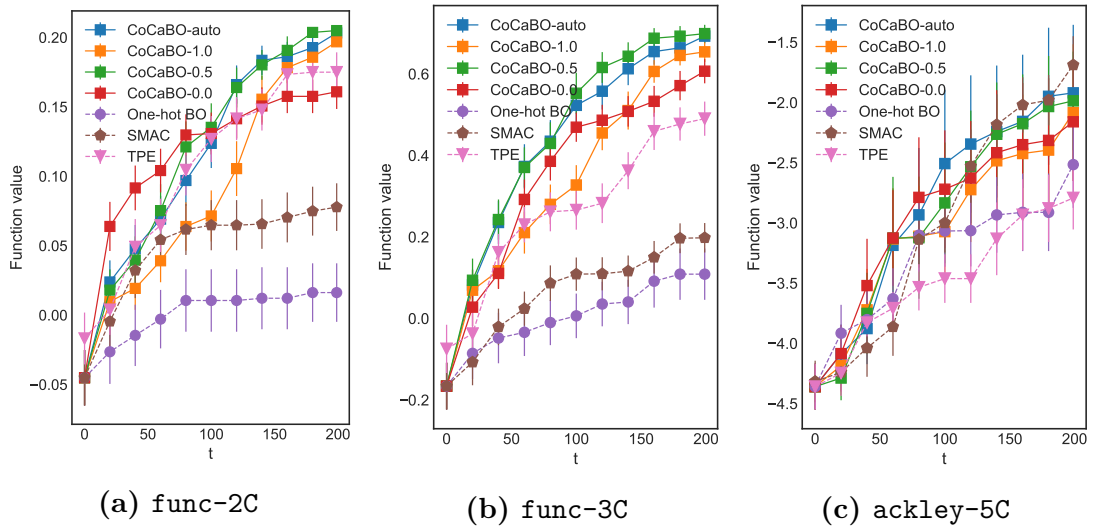 0.20
0.15
0.10
0.05
0.00
−0.05
Function value
CoCaBO-auto
CoCaBO-1.0
CoCaBO-0.5
CoCaBO-0.0
One-hot BO
SMAC
TPE
0 50 100 150 200
t
(a) func-2C
0.6
0.4
0.2
0.0
−0.2
Function value
CoCaBO-auto
CoCaBO-1.0
CoCaBO-0.5
CoCaBO-0.0
One-hot BO
SMAC
TPE
0 50 100 150 200
t
(b) func-3C
−1.5
−2.0
−2.5
−3.0
−3.5
−4.0
−4.5
Function value
CoCaBO-auto
CoCaBO-1.0
CoCaBO-0.5
CoCaBO-0.0
One-hot BO
SMAC
TPE
0 50 100 150 200
t
(c) ackley-5C